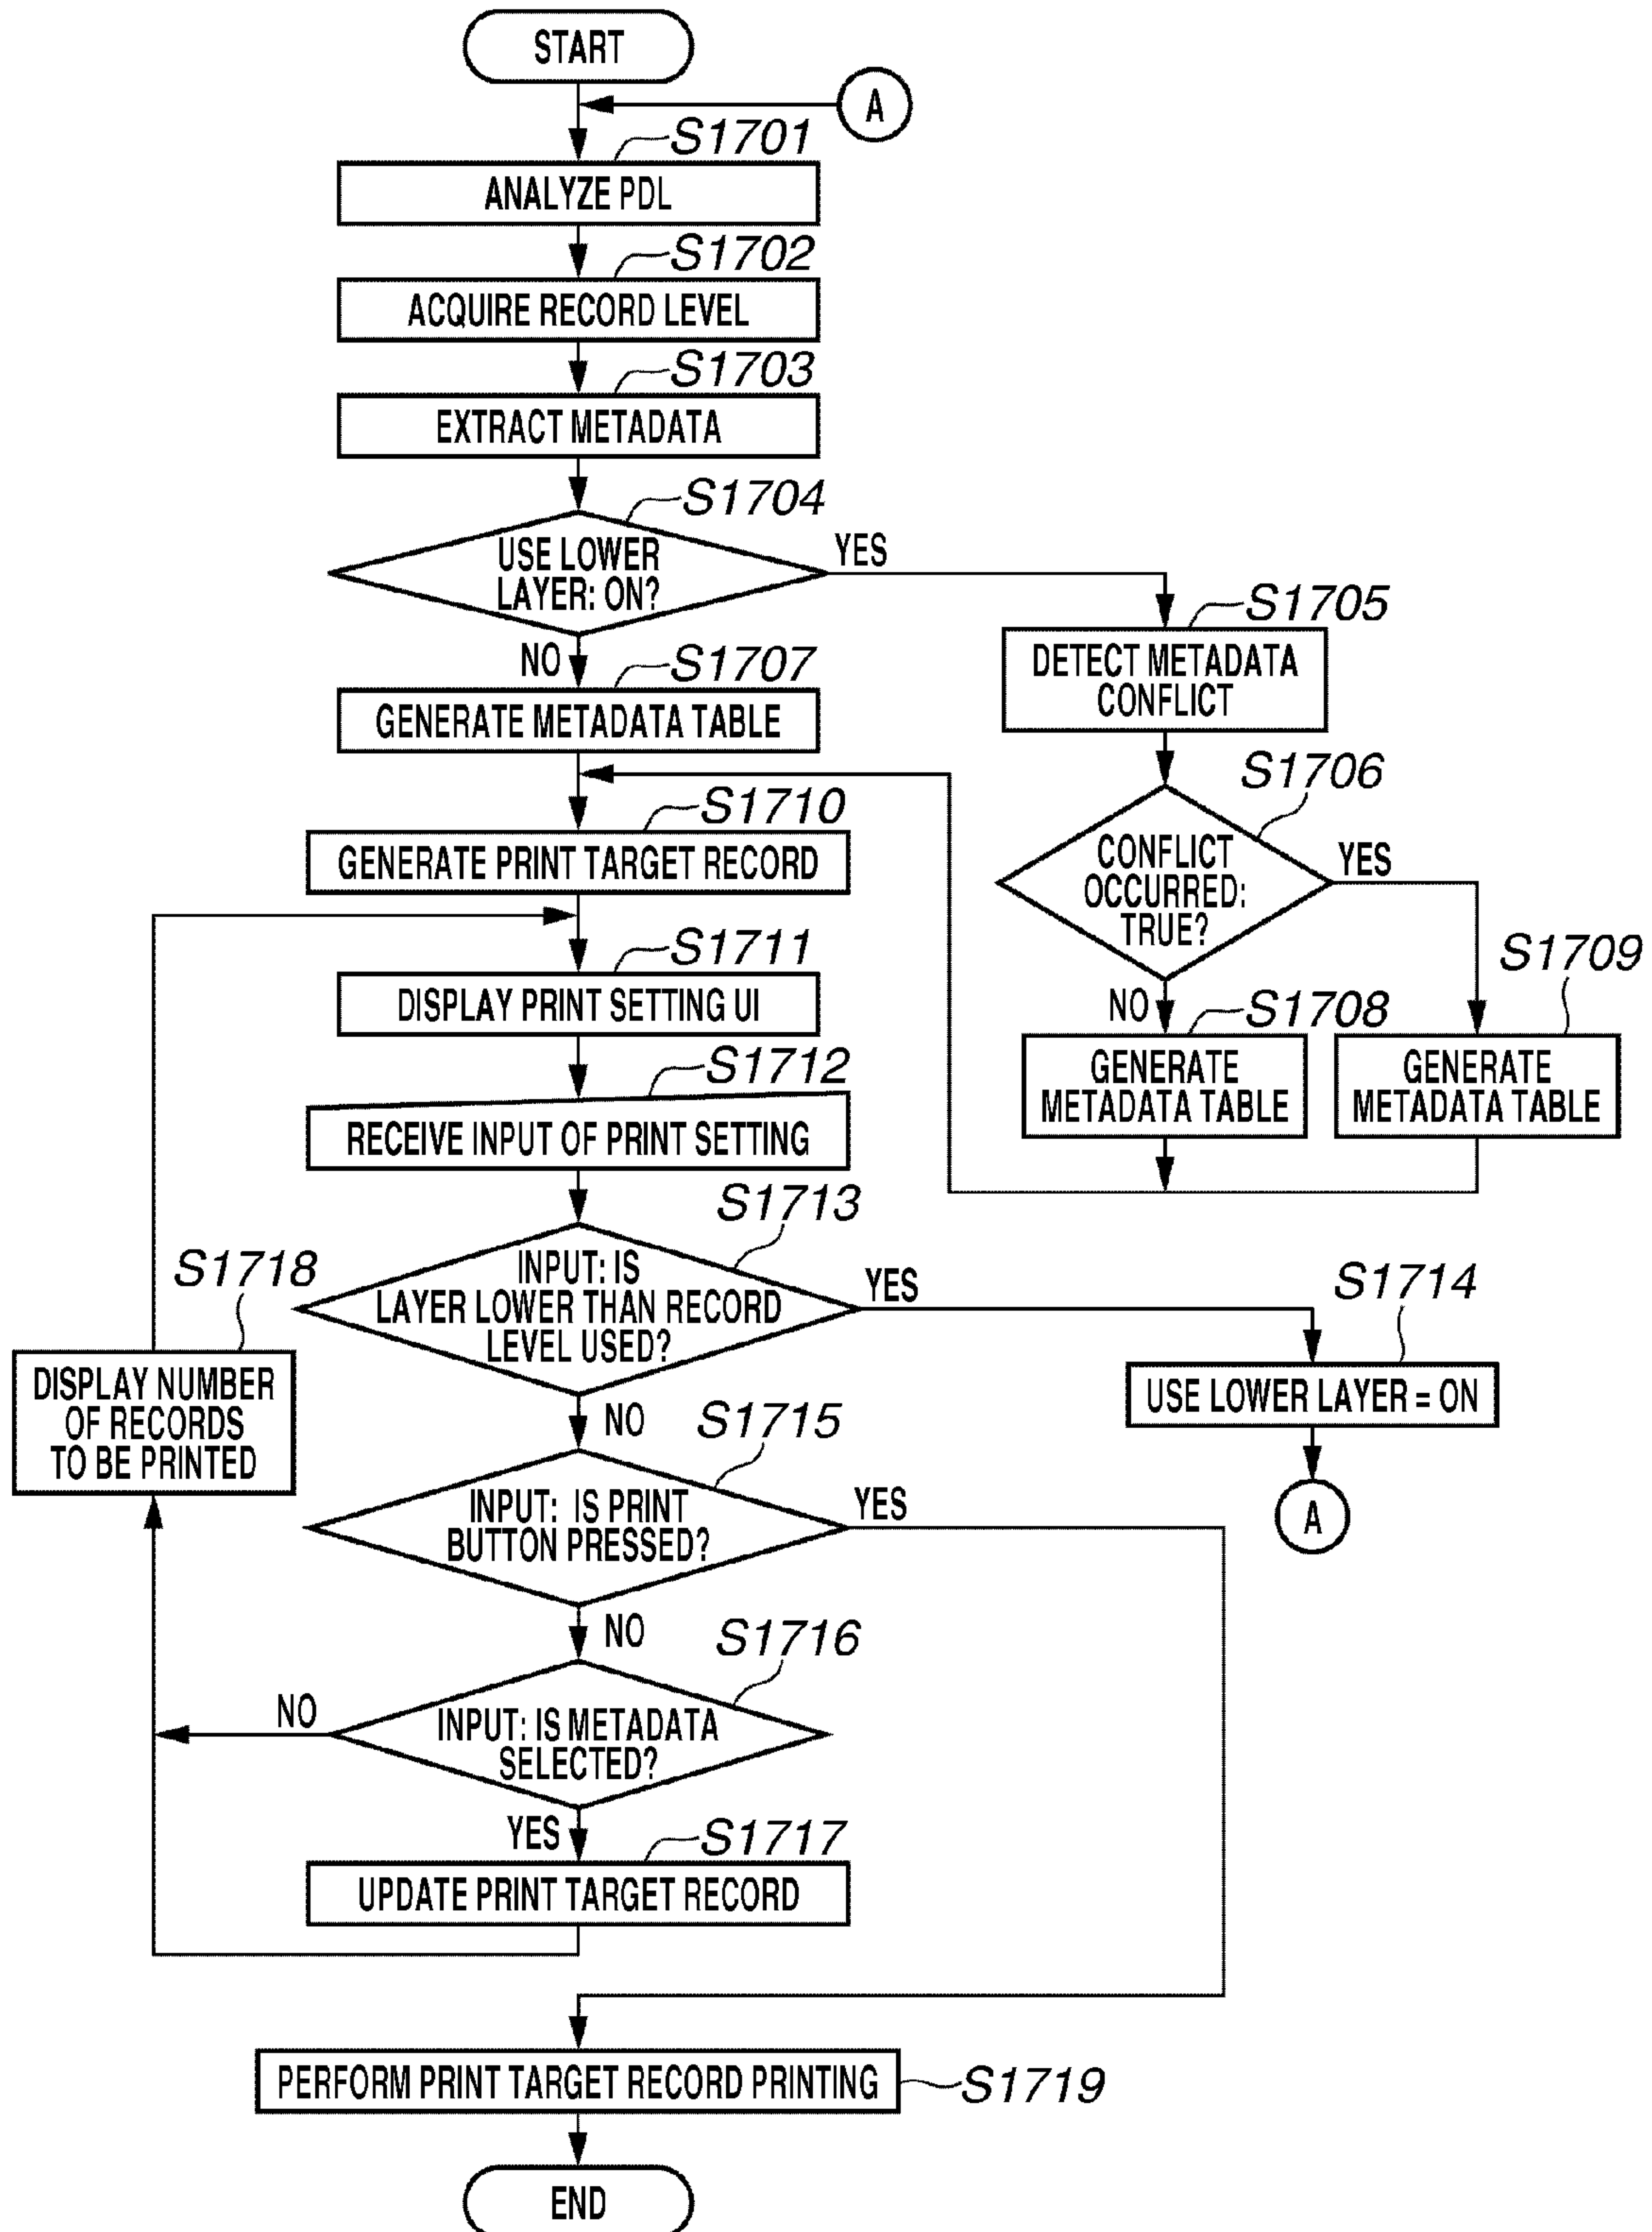 START
A
S1701
ANALYZE PDL
S1702
ACQUIRE RECORD LEVEL
S1703
EXTRACT METADATA
S1704
USE LOWER
LAYER: ON?
YES
NO
S1705
DETECT METADATA
CONFLICT
S1707
GENERATE METADATA TABLE
S1706
CONFLICT
OCCURRED:
TRUE?
YES
NO
S1710
GENERATE PRINT TARGET RECORD
S1709
GENERATE
METADATA TABLE
S1708
GENERATE
METADATA TABLE
S1711
DISPLAY PRINT SETTING UI
S1712
RECEIVE INPUT OF PRINT SETTING
S1713
INPUT: IS
LAYER LOWER THAN RECORD
LEVEL USED?
YES
NO
S1714
USE LOWER LAYER = ON
A
S1718
DISPLAY NUMBER
OF RECORDS
TO BE PRINTED
S1715
INPUT: IS PRINT
BUTTON PRESSED?
YES
NO
S1716
INPUT: IS METADATA
SELECTED?
NO
YES
S1717
UPDATE PRINT TARGET RECORD
PERFORM PRINT TARGET RECORD PRINTING
S1719
END